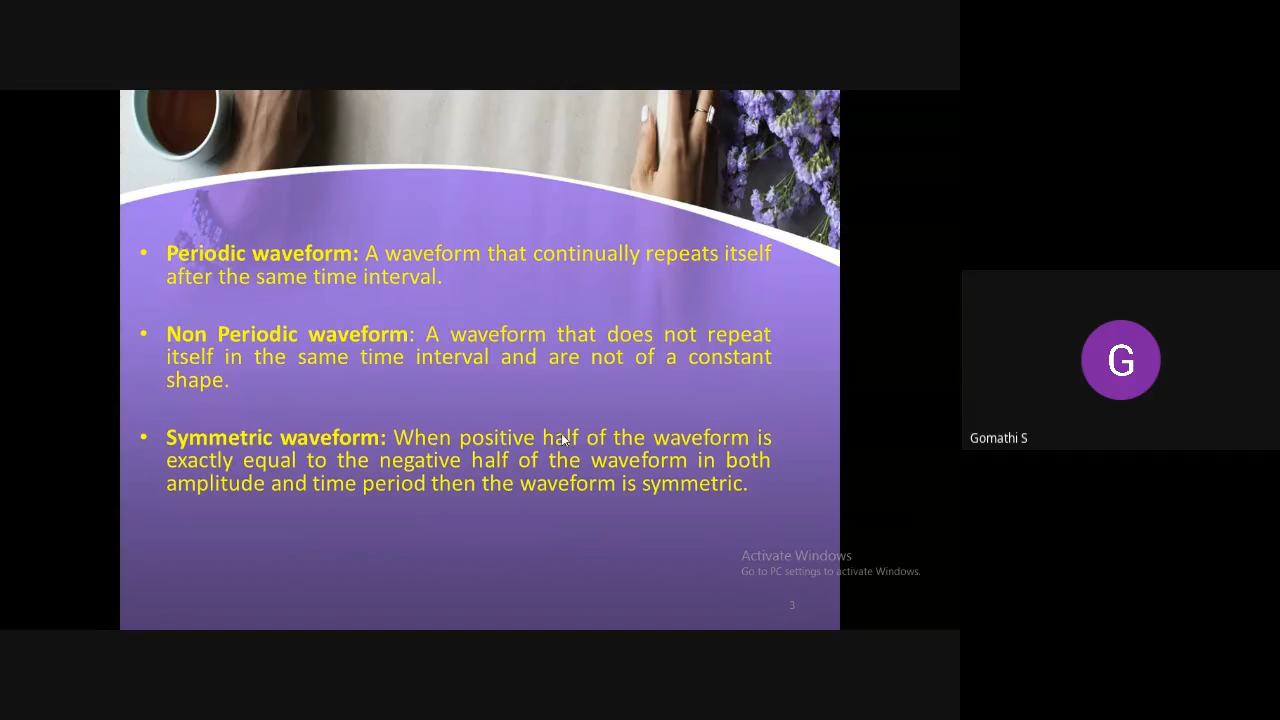 • Periodic waveform: A waveform that continually repeats itself
after the same time interval.
• Non Periodic waveform: A waveform that does not repeat
itself in the same time interval and are not of a constant
shape.
• Symmetric waveform: When positive half of the waveform is
exactly equal to the negative half of the waveform in both
amplitude and time period then the waveform is symmetric.
Activate Windows
Go to PC settings to activate Windows.
3
G
Gomathi S